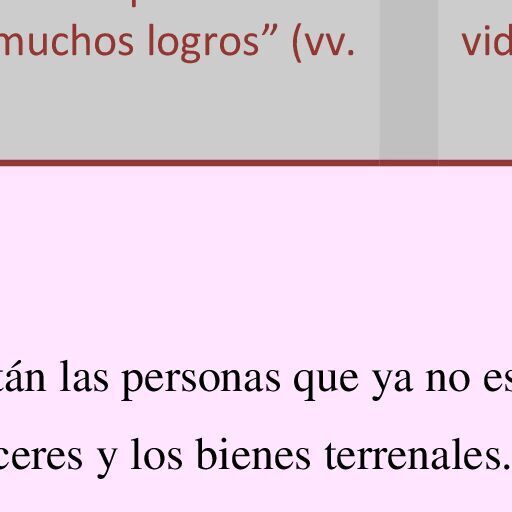 muchos logros” (vv.
vid
tán las personas que ya no es
ceres y los bienes terrenales.